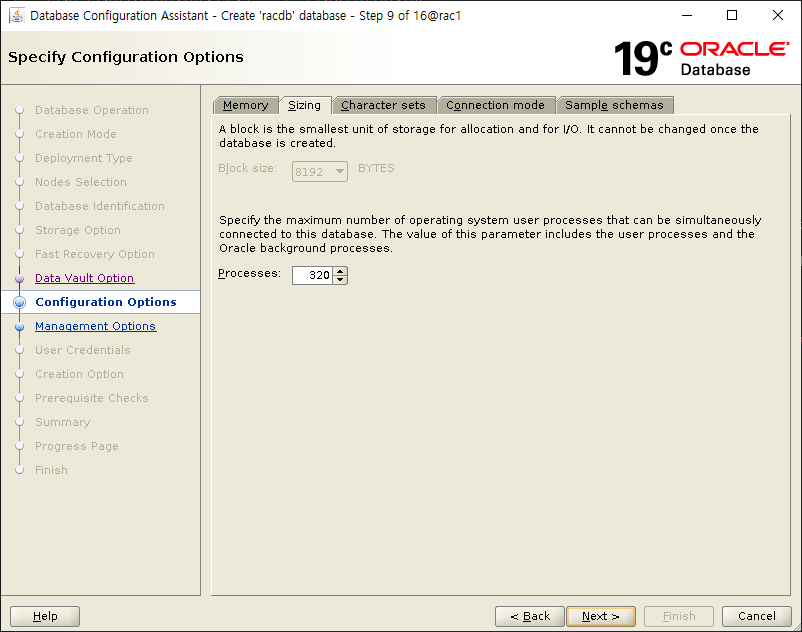 Database Configuration Assistant - Create 'racdb' database - Step 9 of 16@rac1
Specify Configuration Options
19c ORACLE
Database
Database Operation
Creation Mode
Deployment Type
Nodes Selection
Database Identification
Storage Option
Fast Recovery Option
Data Vault Option
Configuration Options
Management Options
User Credentials
Creation Option
Prerequisite Checks
Summary
Progress Page
Finish
Memory Sizing Character sets Connection mode Sample schemas
A block is the smallest unit of storage for allocation and for I/O. It cannot be changed once the
database is created.
Block size: 8192 BYTES
Specify the maximum number of operating system user processes that can be simultaneously
connected to this database. The value of this parameter includes the user processes and the
Oracle background processes.
Processes: 320
Help < Back Next > Finish Cancel